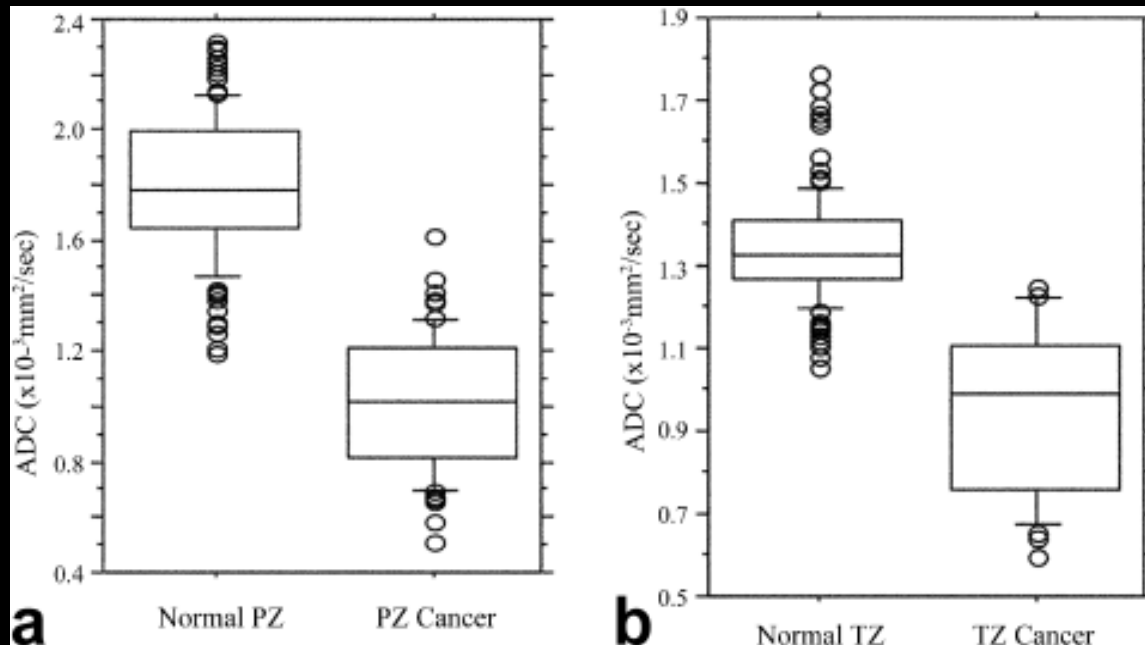 2.4
2.0
1.6
1.2
0.8
0.4
ADC (x10⁻³mm²/sec)
Normal PZ
PZ Cancer
a
1.9
1.7
1.5
1.3
1.1
0.9
0.7
0.5
ADC (x10⁻³mm²/sec)
Normal TZ
TZ Cancer
b